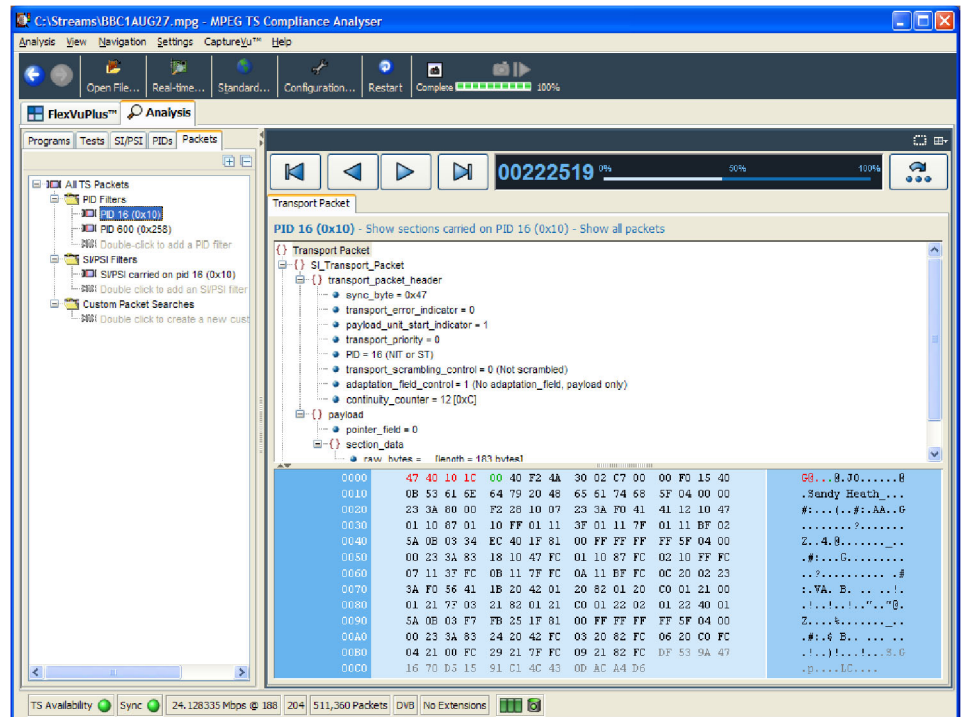 C:\Streams\BBC1AUG27.mpg - MPEG TS Compliance Analyser
Analysis View Navigation Settings CaptureVu™ Help
Open File... Real-time... Standard... Configuration... Restart Complete 100%
FlexVuPlus™ Analysis
Programs Tests SI/PSI PIDs Packets
All TS Packets
PID Filters
PID 16 (0x10)
PID 600 (0x258)
Double-click to add a PID filter
SI/PSI Filters
SI/PSI carried on pid 16 (0x10)
Double click to add an SI/PSI filter
Custom Packet Searches
Double click to create a new cust
00222519 0% 50% 100%
Transport Packet
PID 16 (0x10) - Show sections carried on PID 16 (0x10) - Show all packets
{} Transport Packet
{} SI_Transport_Packet
{} transport_packet_header
sync_byte = 0x47
transport_error_indicator = 0
payload_unit_start_indicator = 1
transport_priority = 0
PID = 16 (NIT or ST)
transport_scrambling_control = 0 (Not scrambled)
adaptation_field_control = 1 (No adaptation_field, payload only)
continuity_counter = 12 [0xC]
{} payload
pointer_field = 0
{} section_data
raw_bytes = ... [length = 183 bytes]
0000 47 40 10 1C 00 40 F2 4A 30 02 C7 00 00 F0 15 40 G@...@.J0......@
0010 0B 53 61 6E 64 79 20 48 65 61 74 68 5F 04 00 00 .Sandy Heath_...
0020 23 3A 80 00 F2 28 10 07 23 3A F0 41 41 12 10 47 #:...(..#:.AA..G
0030 01 10 87 01 10 FF 01 11 3F 01 11 7F 01 11 BF 02 ........?.......
0040 5A 0B 03 34 EC 40 1F 81 00 FF FF FF FF 5F 04 00 Z..4.@......._..
0050 00 23 3A 83 18 10 47 FC 01 10 87 FC 02 10 FF FC .#:...G.........
0060 07 11 3F FC 0B 11 7F FC 0A 11 BF FC 0C 20 02 23 ..?.......... .#
0070 3A F0 56 41 1B 20 42 01 20 82 01 20 C0 01 21 00 :.VA. B. .. ..!.
0080 01 21 7F 03 21 82 01 21 C0 01 22 02 01 22 40 01 .!..!..!..".."@.
0090 5A 0B 03 F7 FB 25 1F 81 00 FF FF FF FF 5F 04 00 Z....%......._..
00A0 00 23 3A 83 24 20 42 FC 03 20 82 FC 06 20 C0 FC .#:.$ B.. ... ..
00B0 04 21 00 FC 29 21 7F FC 09 21 82 FC DF 53 9A 47 .!..)!...!...S.G
00C0 16 70 D5 15 91 C1 4C 43 0D AC A4 D6 .p....LC....
TS Availability Sync 24.128335 Mbps @ 188 204 511,360 Packets DVB No Extensions